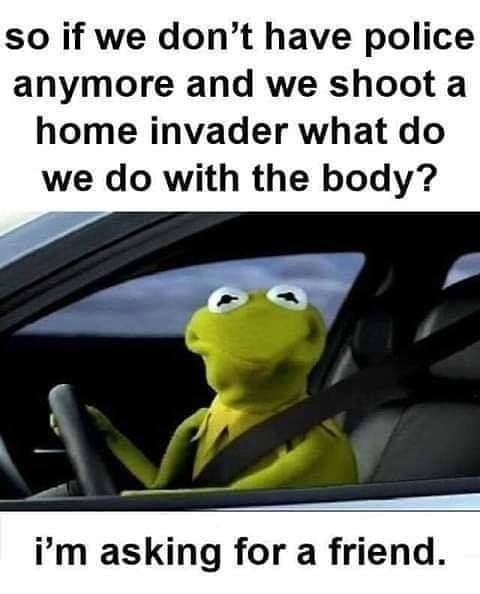 so if we don't have police
anymore and we shoot a
home invader what do
we do with the body?
i'm asking for a friend.